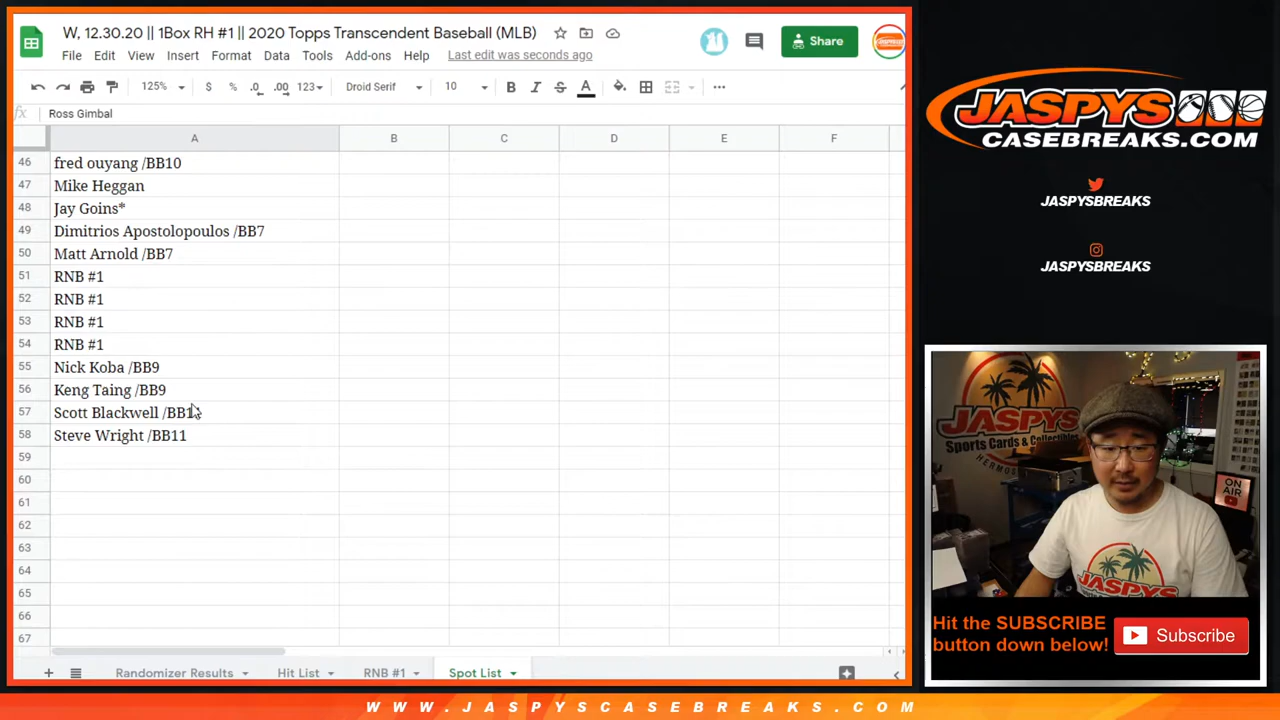 W, 12.30.20 || 1Box RH #1 || 2020 Topps Transcendent Baseball (MLB)
File Edit View Insert Format Data Tools Add-ons Help Last edit was seconds ago
Share
125% $ % .0 .00 123 Droid Serif 10 B I S A
fx Ross Gimbal
A B C D E F
46 fred ouyang /BB10
47 Mike Heggan
48 Jay Goins*
49 Dimitrios Apostolopoulos /BB7
50 Matt Arnold /BB7
51 RNB #1
52 RNB #1
53 RNB #1
54 RNB #1
55 Nick Koba /BB9
56 Keng Taing /BB9
57 Scott Blackwell
58 Steve Wright /BB11
59
60
61
62
63
64
65
66
67
Randomizer Results Hit List RNB #1 Spot List
JASPYS
CASEBREAKS.COM
JASPYSBREAKS
JASPYSBREAKS
JASPYS
Sports Cards & Collectibles
HERMOS
ON AIR
JASPYS
Hit the SUBSCRIBE
button down below!
Subscribe
WWW.JASPYSCASEBREAKS.COM